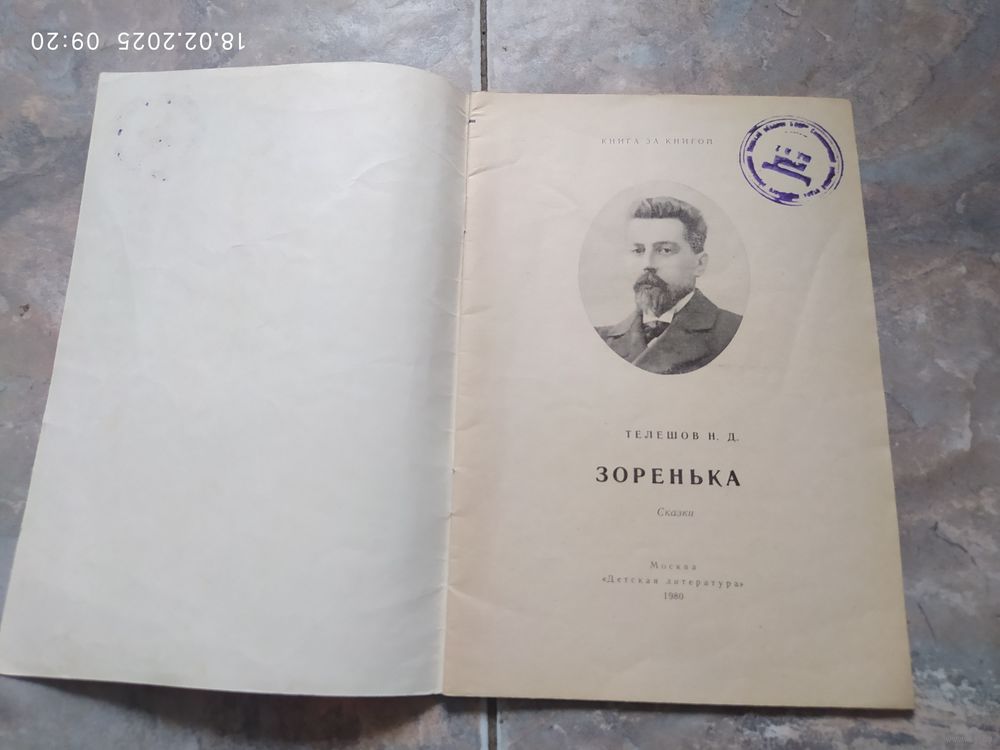 18.02.2025 09:20
КНИГА ЗА КНИГОЙ
ТЕЛЕШОВ Н. Д.
ЗОРЕНЬКА
Сказки
Москва
«Детская литература»
1980